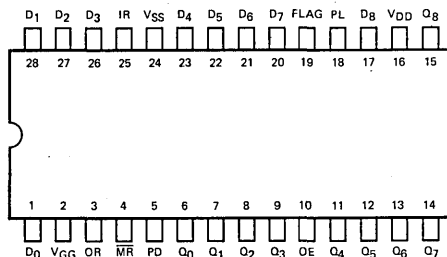 D1 D2 D3 IR VSS D4 D5 D6 D7 FLAG PL D8 VDD Q8
28 27 26 25 24 23 22 21 20 19 18 17 16 15
1 2 3 4 5 6 7 8 9 10 11 12 13 14
D0 VGG OR M̅R̅ PD Q0 Q1 Q2 Q3 OE Q4 Q5 Q6 Q7